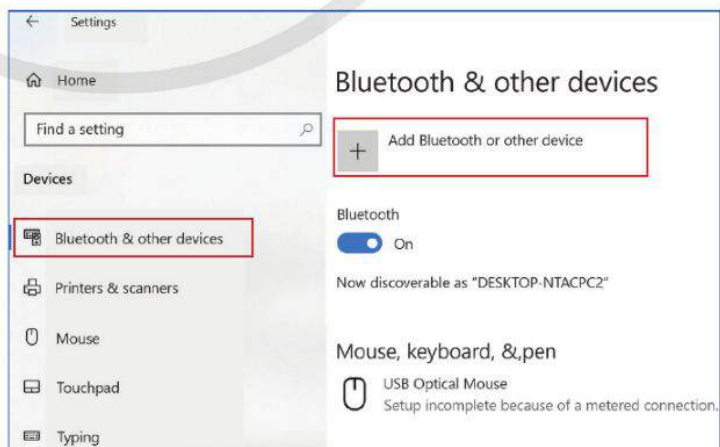 Settings
Home
Find a setting
Devices
Bluetooth & other devices
Printers & scanners
Mouse
Touchpad
Typing
Bluetooth & other devices
Add Bluetooth or other device
Bluetooth
On
Now discoverable as "DESKTOP-NTACPC2"
Mouse, keyboard, &,pen
USB Optical Mouse
Setup incomplete because of a metered connection.